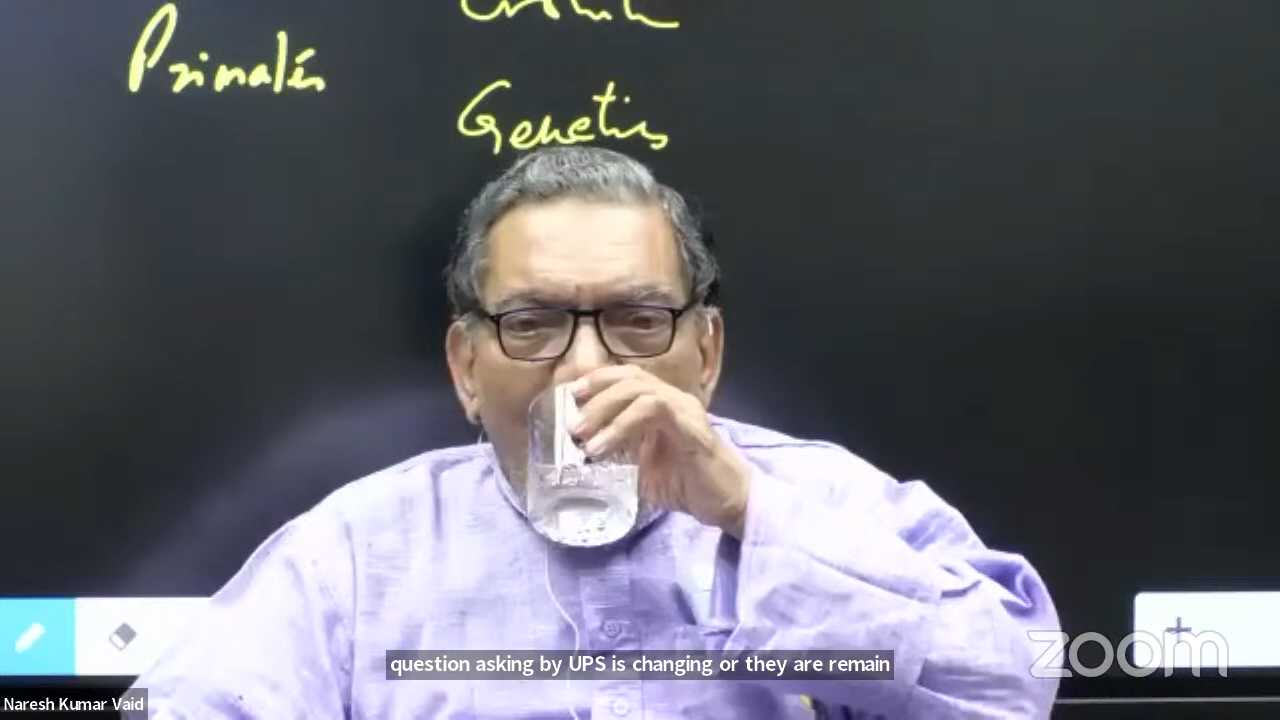 Primates
Genetics
question asking by UPS is changing or they are remain
zoom
Naresh Kumar Vaid